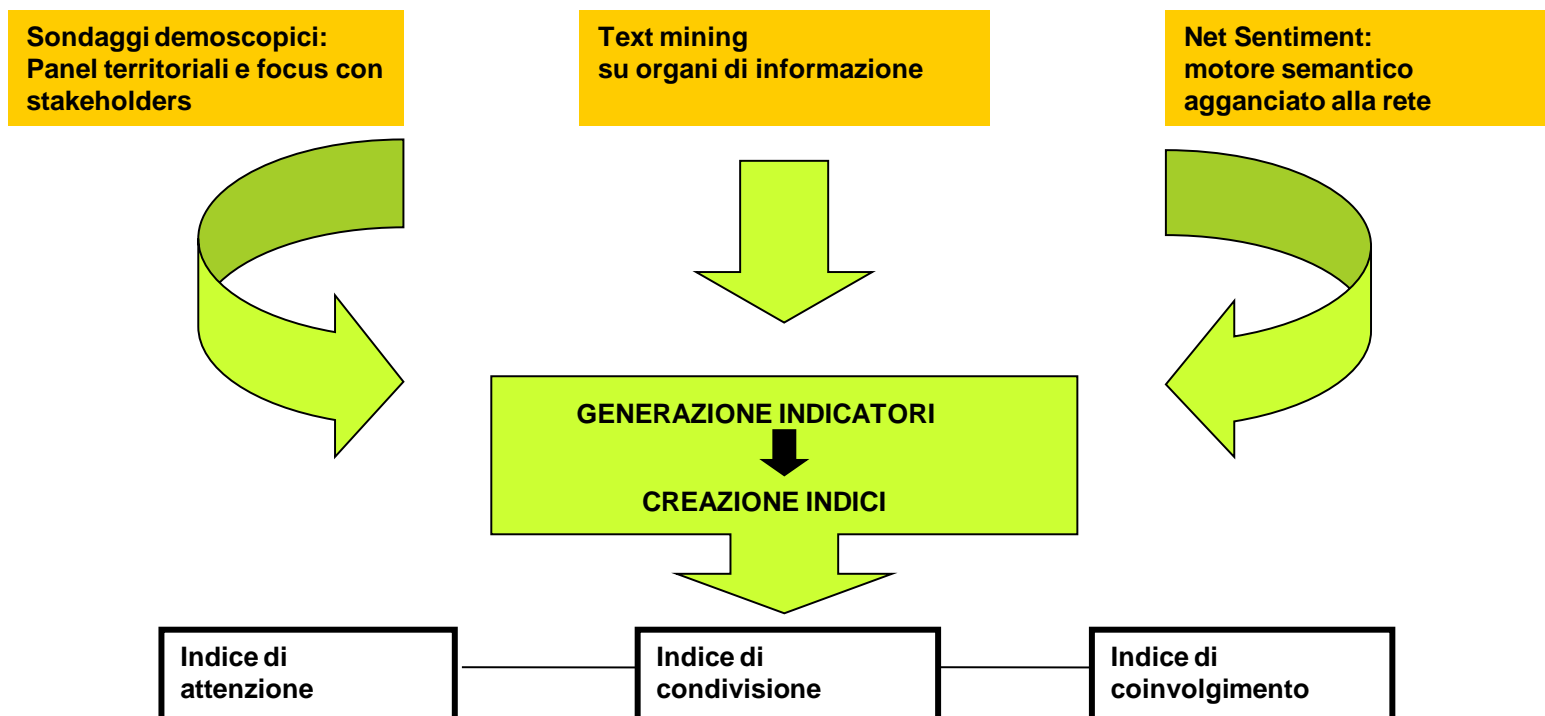 Sondaggi demoscopici:
Panel territoriali e focus con
stakeholders
Text mining
su organi di informazione
Net Sentiment:
motore semantico
agganciato alla rete
GENERAZIONE INDICATORI
CREAZIONE INDICI
Indice di
attenzione
Indice di
condivisione
Indice di
coinvolgimento